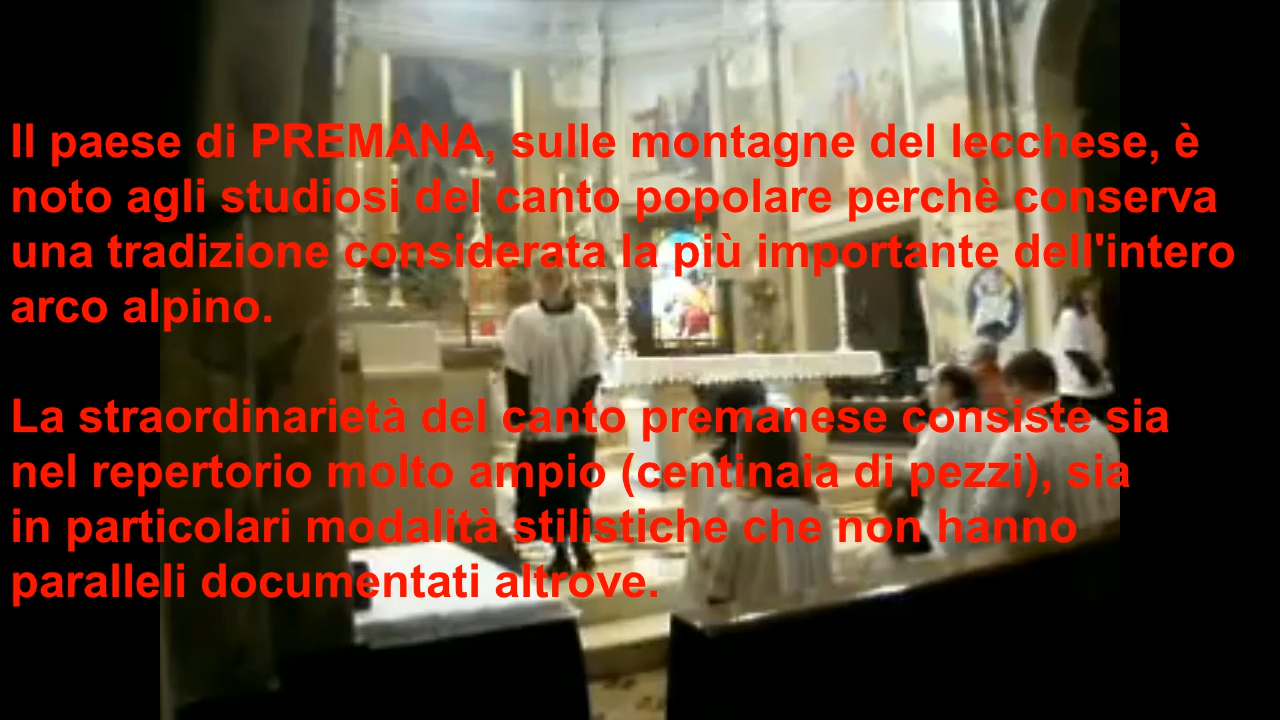 Il paese di PREMANA, sulle montagne del lecchese, è
noto agli studiosi del canto popolare perchè conserva
una tradizione considerata la più importante dell'intero
arco alpino.
La straordinarietà del canto premanese consiste sia
nel repertorio molto ampio (centinaia di pezzi), sia
in particolari modalità stilistiche che non hanno
paralleli documentati altrove.